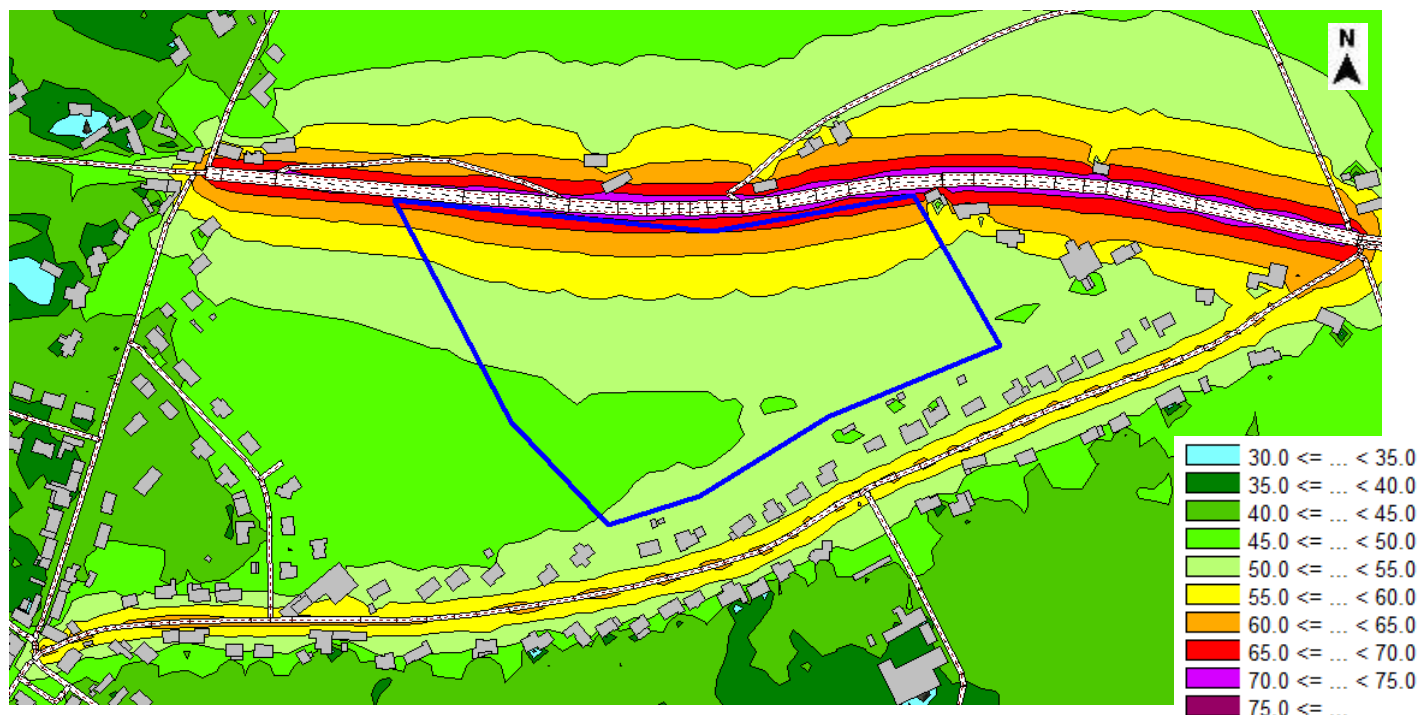 N
30.0 <= ... < 35.0
35.0 <= ... < 40.0
40.0 <= ... < 45.0
45.0 <= ... < 50.0
50.0 <= ... < 55.0
55.0 <= ... < 60.0
60.0 <= ... < 65.0
65.0 <= ... < 70.0
70.0 <= ... < 75.0
75.0 <= ...